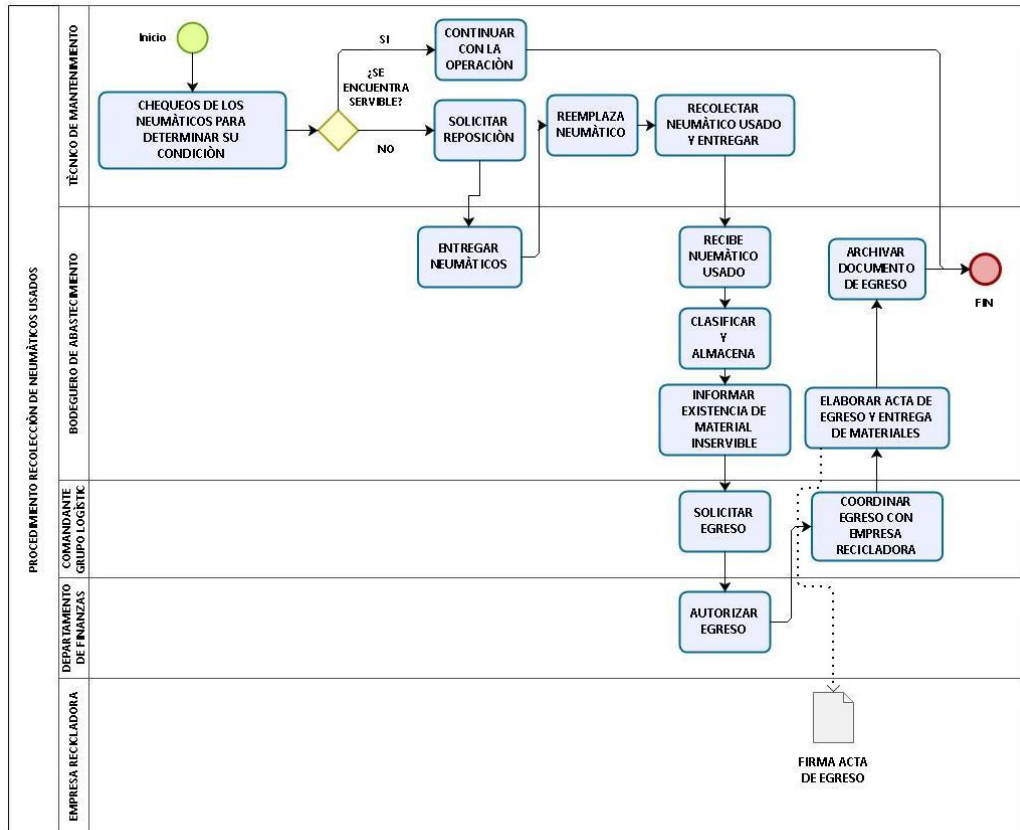 PROCEDIMIENTO RECOLECCIÒN DE NEUMÀTICOS USADOS
TÈCNICO DE MANTENIMIENTO
Inicio
CHEQUEOS DE LOS
NEUMÀTICOS PARA
DETERMINAR SU
CONDICIÒN
¿SE
ENCUENTRA
SERVIBLE?
SI
CONTINUAR
CON LA
OPERACIÒN
NO
SOLICITAR
REPOSICIÒN
REEMPLAZA
NEUMÀTICO
RECOLECTAR
NEUMÀTICO USADO
Y ENTREGAR
BODEGUERO DE ABASTECIMIENTO
ENTREGAR
NEUMÀTICOS
RECIBE
NUEMÀTICO
USADO
CLASIFICAR
Y
ALMACENA
INFORMAR
EXISTENCIA DE
MATERIAL
INSERVIBLE
ARCHIVAR
DOCUMENTO
DE EGRESO
FIN
ELABORAR ACTA DE
EGRESO Y ENTREGA
DE MATERIALES
COMANDANTE
GRUPO LOGÌSTIC
SOLICITAR
EGRESO
COORDINAR
EGRESO CON
EMPRESA
RECICLADORA
DEPARTAMENTO
DE FINANZAS
AUTORIZAR
EGRESO
EMPRESA RECICLADORA
FIRMA ACTA
DE EGRESO